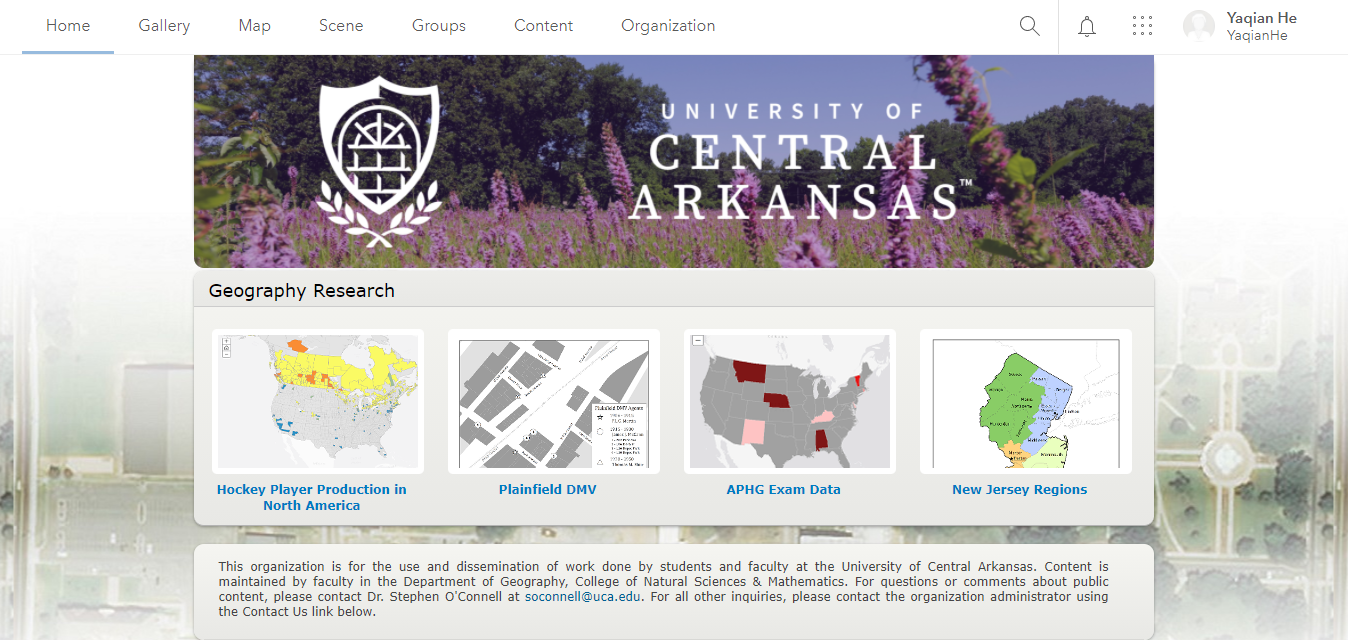 Home Gallery Map Scene Groups Content Organization
Yaqian He
YaqianHe
UNIVERSITY OF
CENTRAL
ARKANSAS™
Geography Research
Plainfield DMV Agents
Hockey Player Production in
North America
Plainfield DMV
APHG Exam Data
New Jersey Regions
This organization is for the use and dissemination of work done by students and faculty at the University of Central Arkansas. Content is
maintained by faculty in the Department of Geography, College of Natural Sciences & Mathematics. For questions or comments about public
content, please contact Dr. Stephen O'Connell at soconnell@uca.edu. For all other inquiries, please contact the organization administrator using
the Contact Us link below.